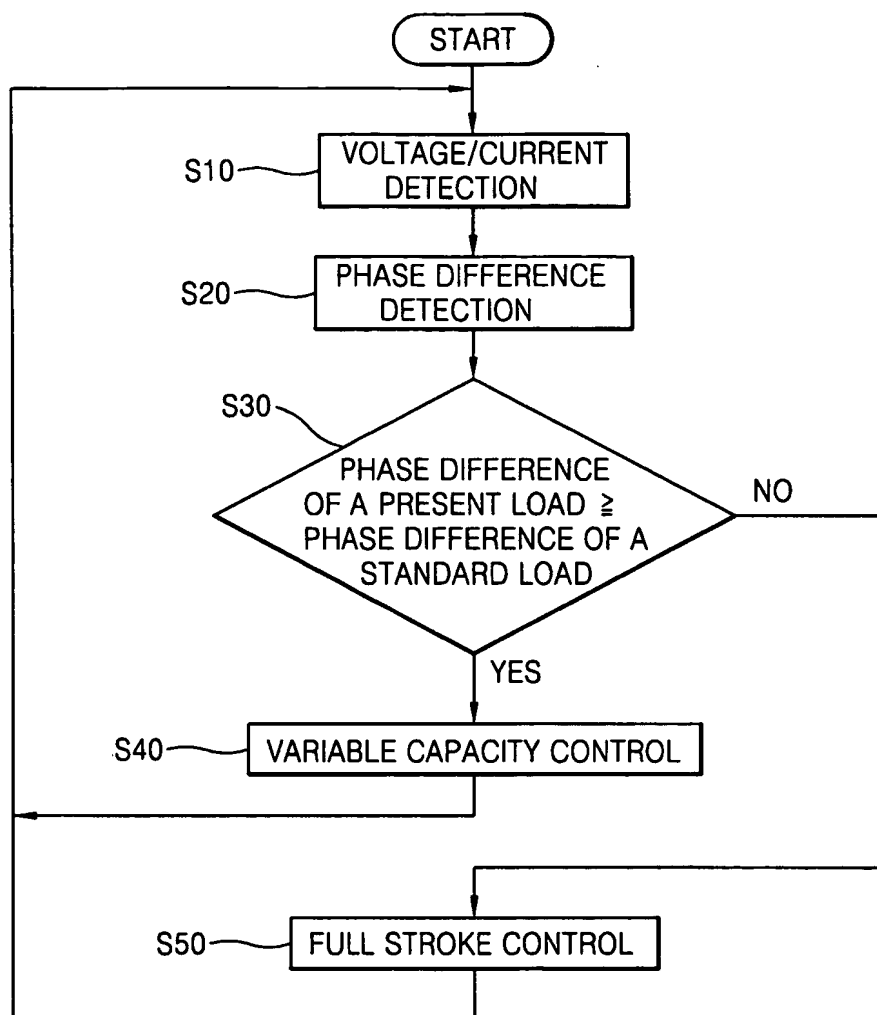 START
S10
VOLTAGE/CURRENT
DETECTION
S20
PHASE DIFFERENCE
DETECTION
S30
PHASE DIFFERENCE
OF A PRESENT LOAD ≧
PHASE DIFFERENCE OF A
STANDARD LOAD
NO
YES
S40
VARIABLE CAPACITY CONTROL
S50
FULL STROKE CONTROL